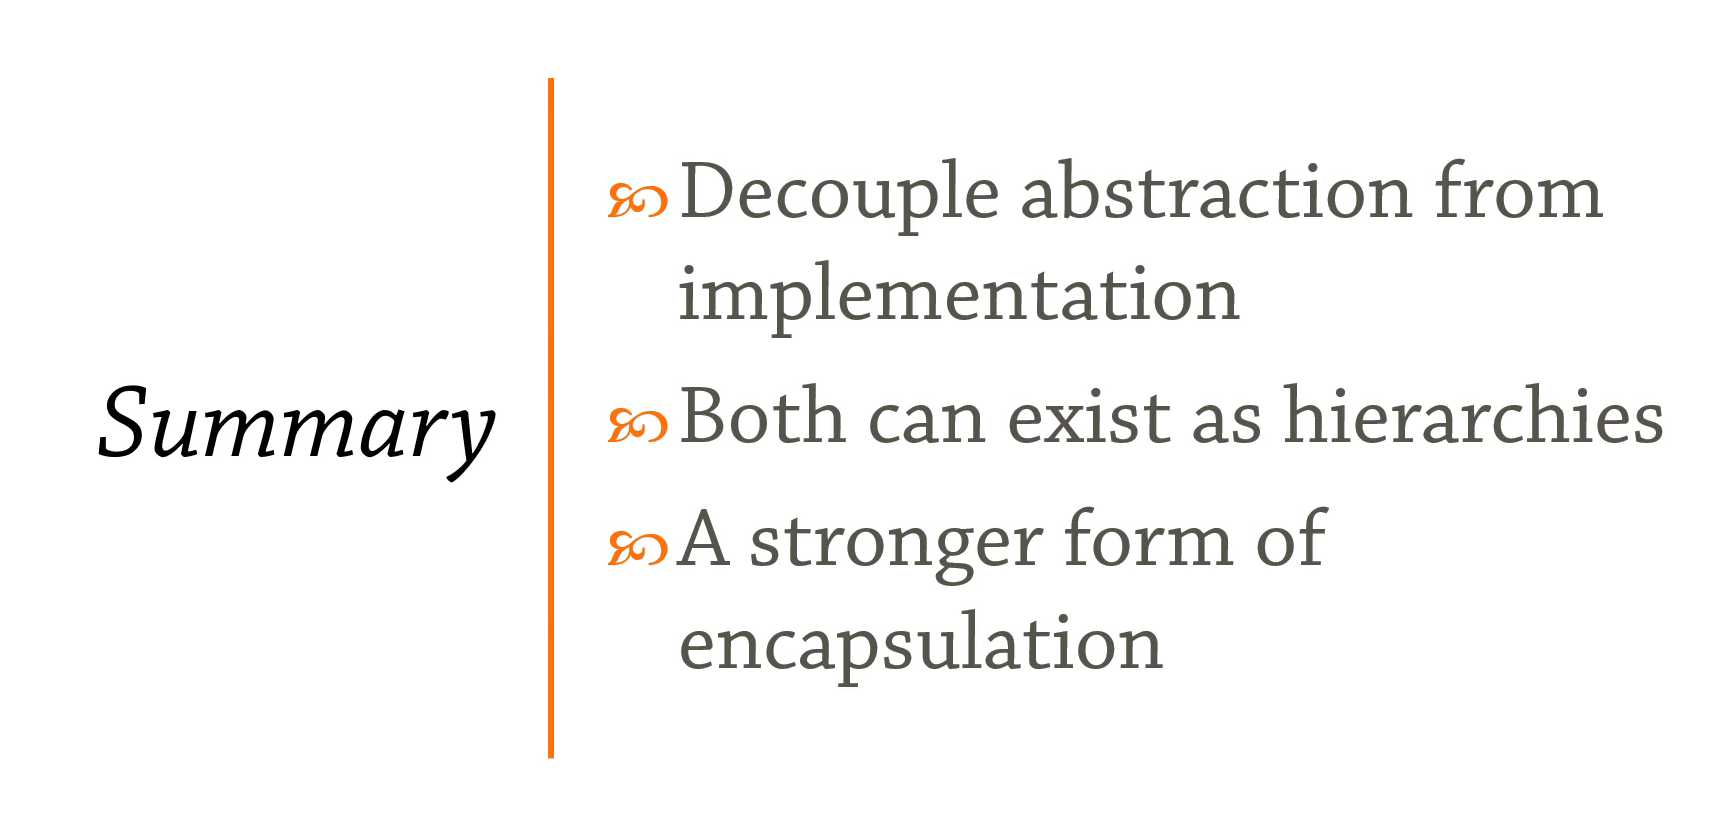 Summary
Decouple abstraction from
implementation
Both can exist as hierarchies
A stronger form of
encapsulation